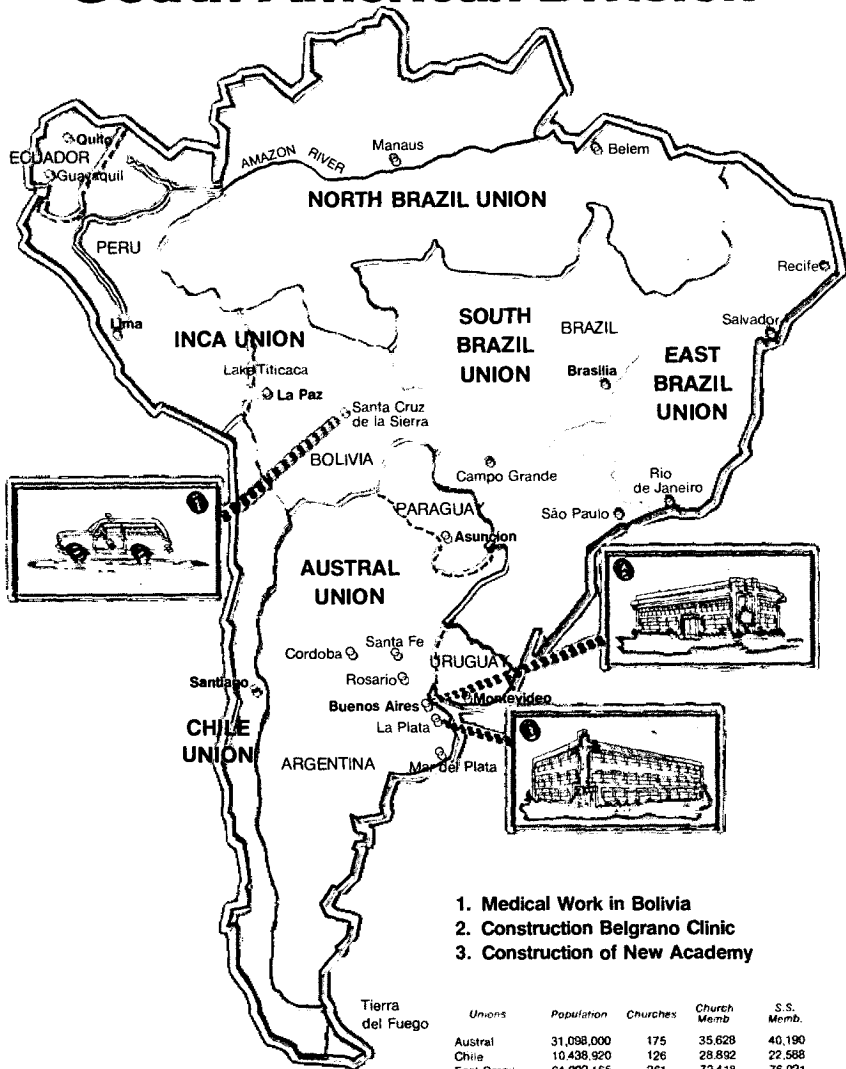 South American Division
Quito
ECUADOR
Guayaquil
AMAZON RIVER
Manaus
Belem
NORTH BRAZIL UNION
PERU
Recife
Lima
INCA UNION
SOUTH
BRAZIL
UNION
BRAZIL
Salvador
Lake Titicaca
La Paz
Brasilia
EAST
BRAZIL
UNION
Santa Cruz
de la Sierra
BOLIVIA
Campo Grande
Rio
de Janeiro
São Paulo
PARAGUAY
Asuncion
1
AUSTRAL
UNION
2
Cordoba
Santa Fe
URUGUAY
Rosario
Santiago
Buenos Aires
Montevideo
La Plata
3
CHILE
UNION
ARGENTINA
Mar del Plata
1. Medical Work in Bolivia
2. Construction Belgrano Clinic
3. Construction of New Academy
Tierra
del Fuego
Unions Population Churches Church Memb S.S. Memb.
Austral 31,098,000 175 35,628 40,190
Chile 10,438,920 126 28,892 22,588